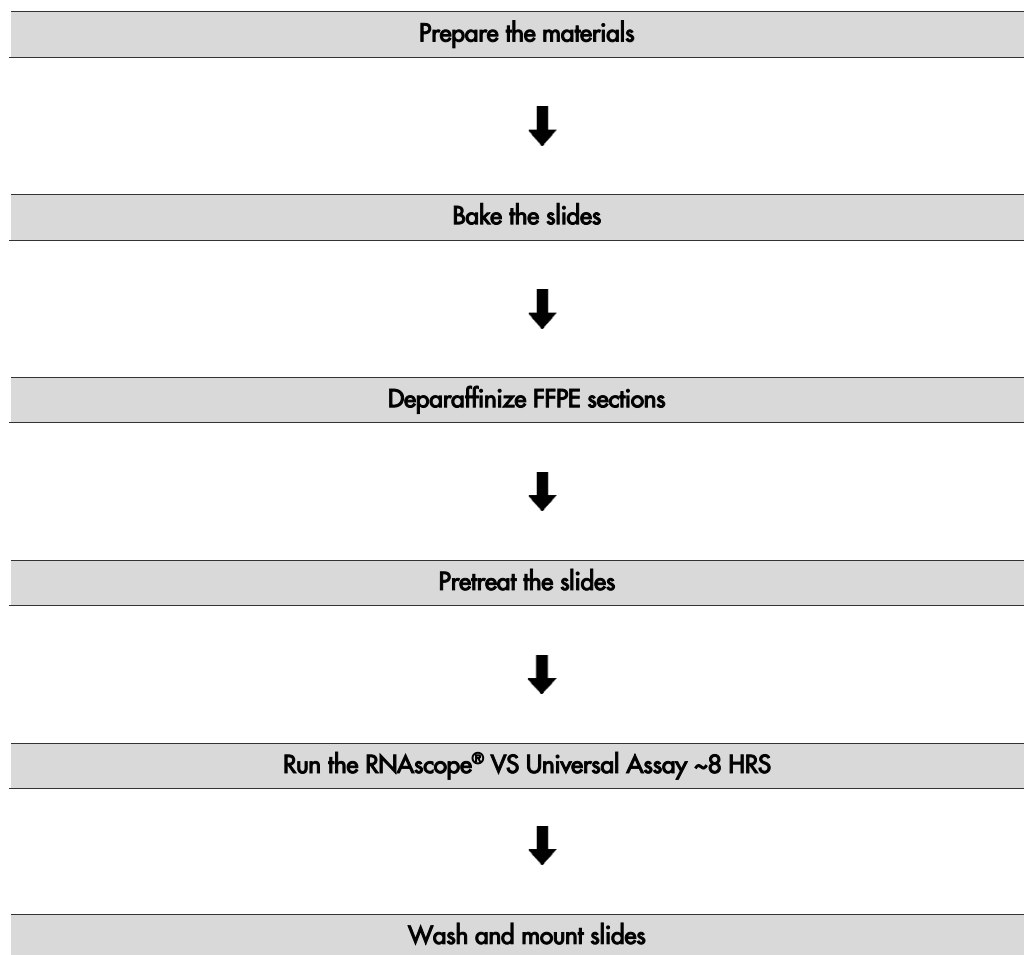 Prepare the materials
Bake the slides
Deparaffinize FFPE sections
Pretreat the slides
Run the RNAscope® VS Universal Assay ~8 HRS
Wash and mount slides